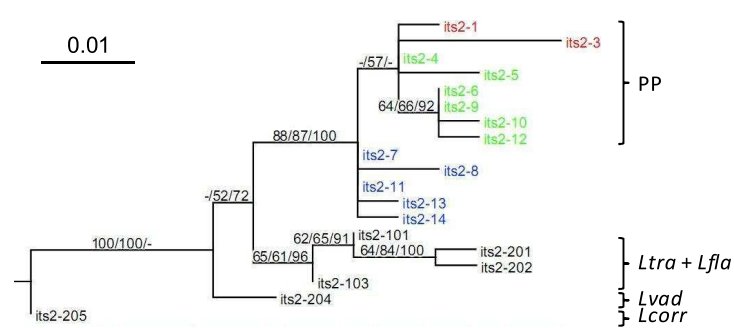 its2-1
0.01
its2-3
its2-4
-/57/-
its2-5
PP
its2-6
64/66/92
its2-9
its2-10
its2-12
88/87/100
its2-7
its2-8
its2-11
-/52/72
its2-13
its2-14
62/65/91
its2-101
100/100/-
64/84/100
its2-201
65/61/96
its2-202
Ltra + Lfla
its2-103
its2-204
Lvad
its2-205
Lcorr